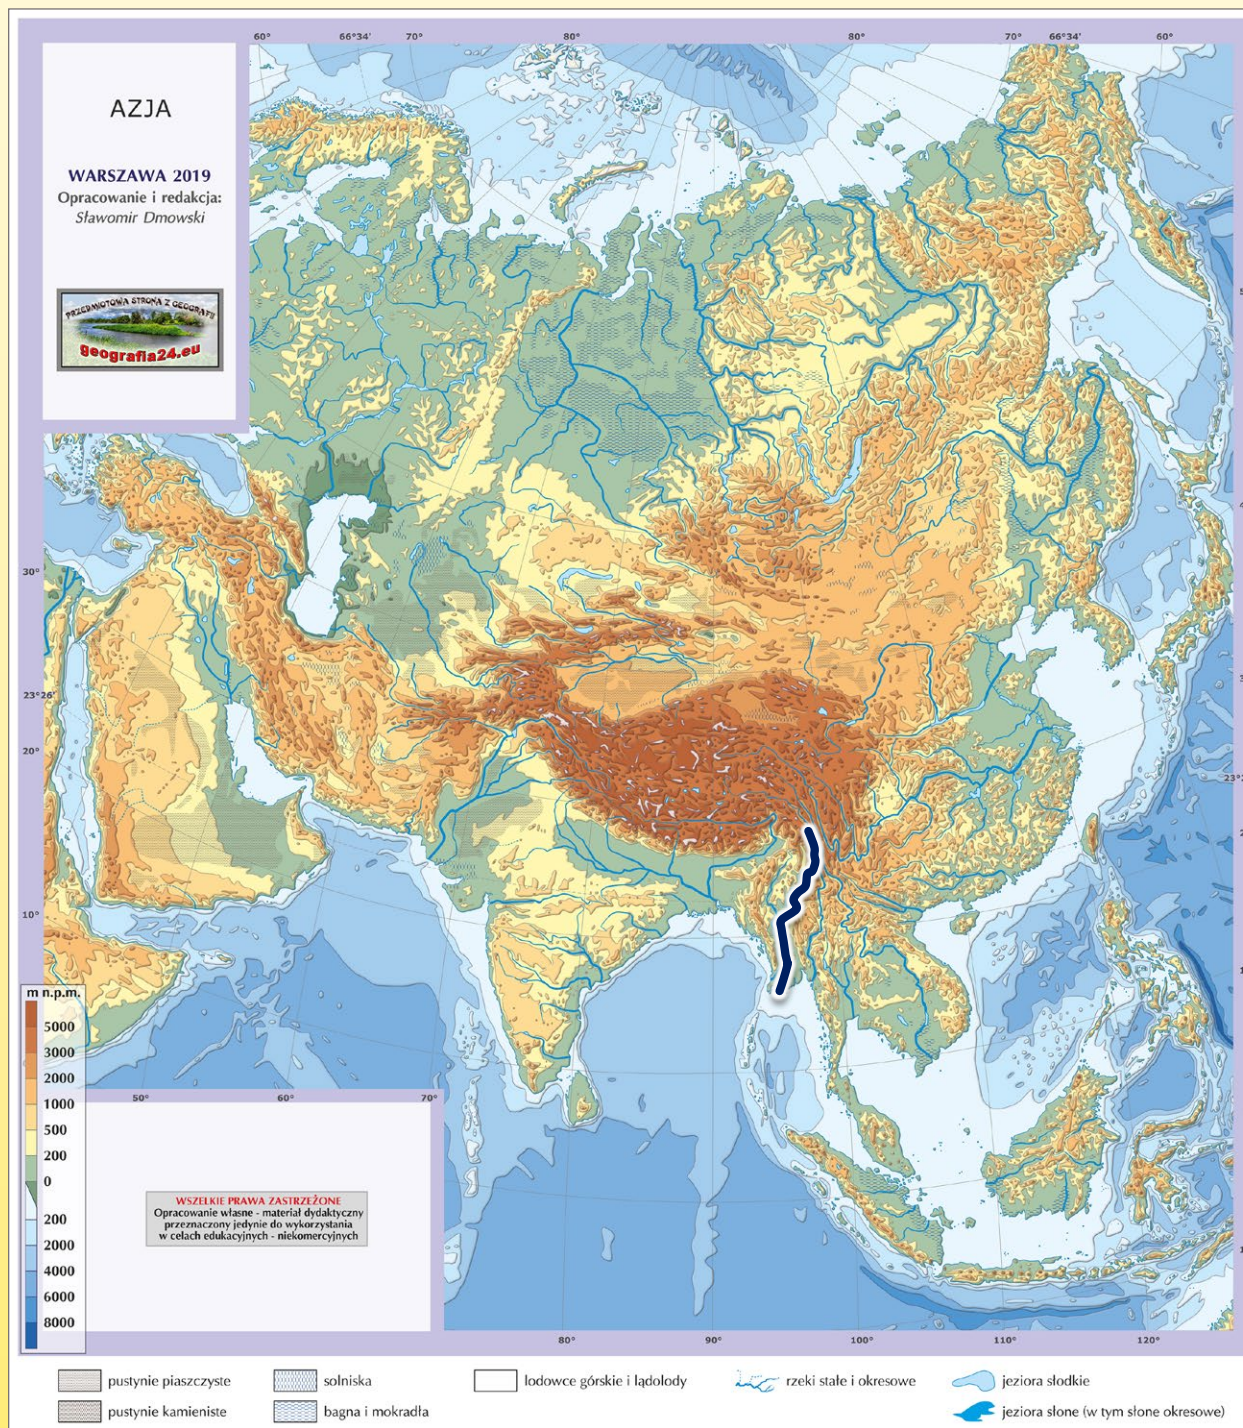 60°
66°34'
70°
80°
80°
70°
66°34'
60°
AZJA
WARSZAWA 2019
Opracowanie i redakcja:
Sławomir Dmowski
PRZEDMIOTOWA STRONA Z GEOGRAFII
geografia24.eu
30°
23°26'
20°
10°
m n.p.m.
5000
3000
2000
1000
500
200
0
200
2000
4000
6000
8000
50°
60°
70°
WSZELKIE PRAWA ZASTRZEŻONE
Opracowanie własne - materiał dydaktyczny
przeznaczony jedynie do wykorzystania
w celach edukacyjnych - niekomercyjnych
80°
90°
100°
110°
120°
pustynie piaszczyste
solniska
lodowce górskie i lądolody
rzeki stałe i okresowe
jeziora słodkie
pustynie kamieniste
bagna i mokradła
jeziora słone (w tym słone okresowe)